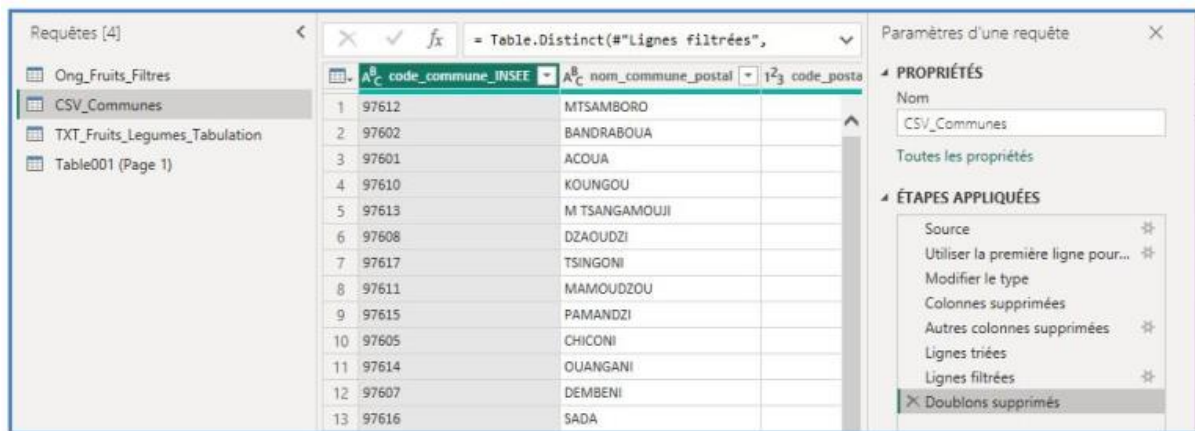 Requêtes [4]
Ong_Fruits_Filtres
CSV_Communes
TXT_Fruits_Legumes_Tabulation
Table001 (Page 1)
fx = Table.Distinct(#"Lignes filtrées",
ABC code_commune_INSEE ABC nom_commune_postal 123 code_posta
1 97612 MTSAMBORO
2 97602 BANDRABOUA
3 97601 ACOUA
4 97610 KOUNGOU
5 97613 M TSANGAMOUJI
6 97608 DZAOUDZI
7 97617 TSINGONI
8 97611 MAMOUDZOU
9 97615 PAMANDZI
10 97605 CHICONI
11 97614 OUANGANI
12 97607 DEMBENI
13 97616 SADA
Paramètres d'une requête
PROPRIÉTÉS
Nom
CSV_Communes
Toutes les propriétés
ÉTAPES APPLIQUÉES
Source
Utiliser la première ligne pour...
Modifier le type
Colonnes supprimées
Autres colonnes supprimées
Lignes triées
Lignes filtrées
Doublons supprimés